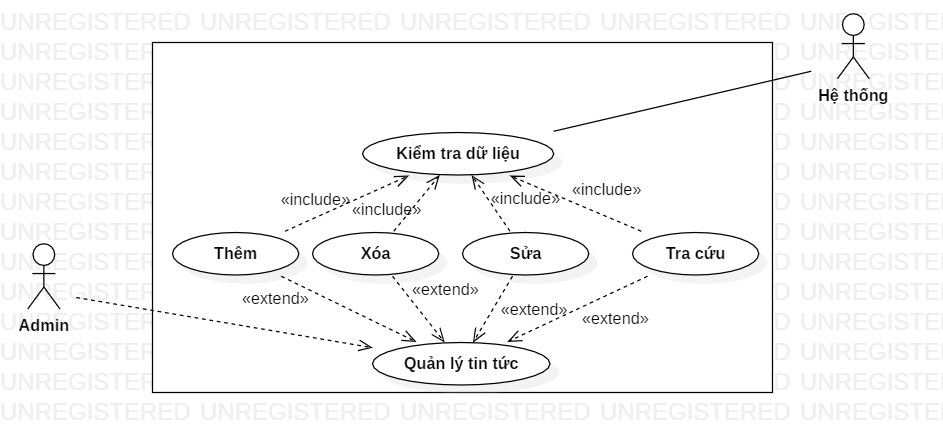 UNREGISTERED UNREGISTERED UNREGISTERED UNREGISTERED UNREGISTERED
Hệ thống
Kiểm tra dữ liệu
«include»
«include»
«include»
«include»
Thêm
Xóa
Sửa
Tra cứu
«extend»
«extend»
«extend»
«extend»
Admin
Quản lý tin tức
UNREGISTERED UNREGISTERED UNREGISTERED UNREGISTERED UNREGISTERED